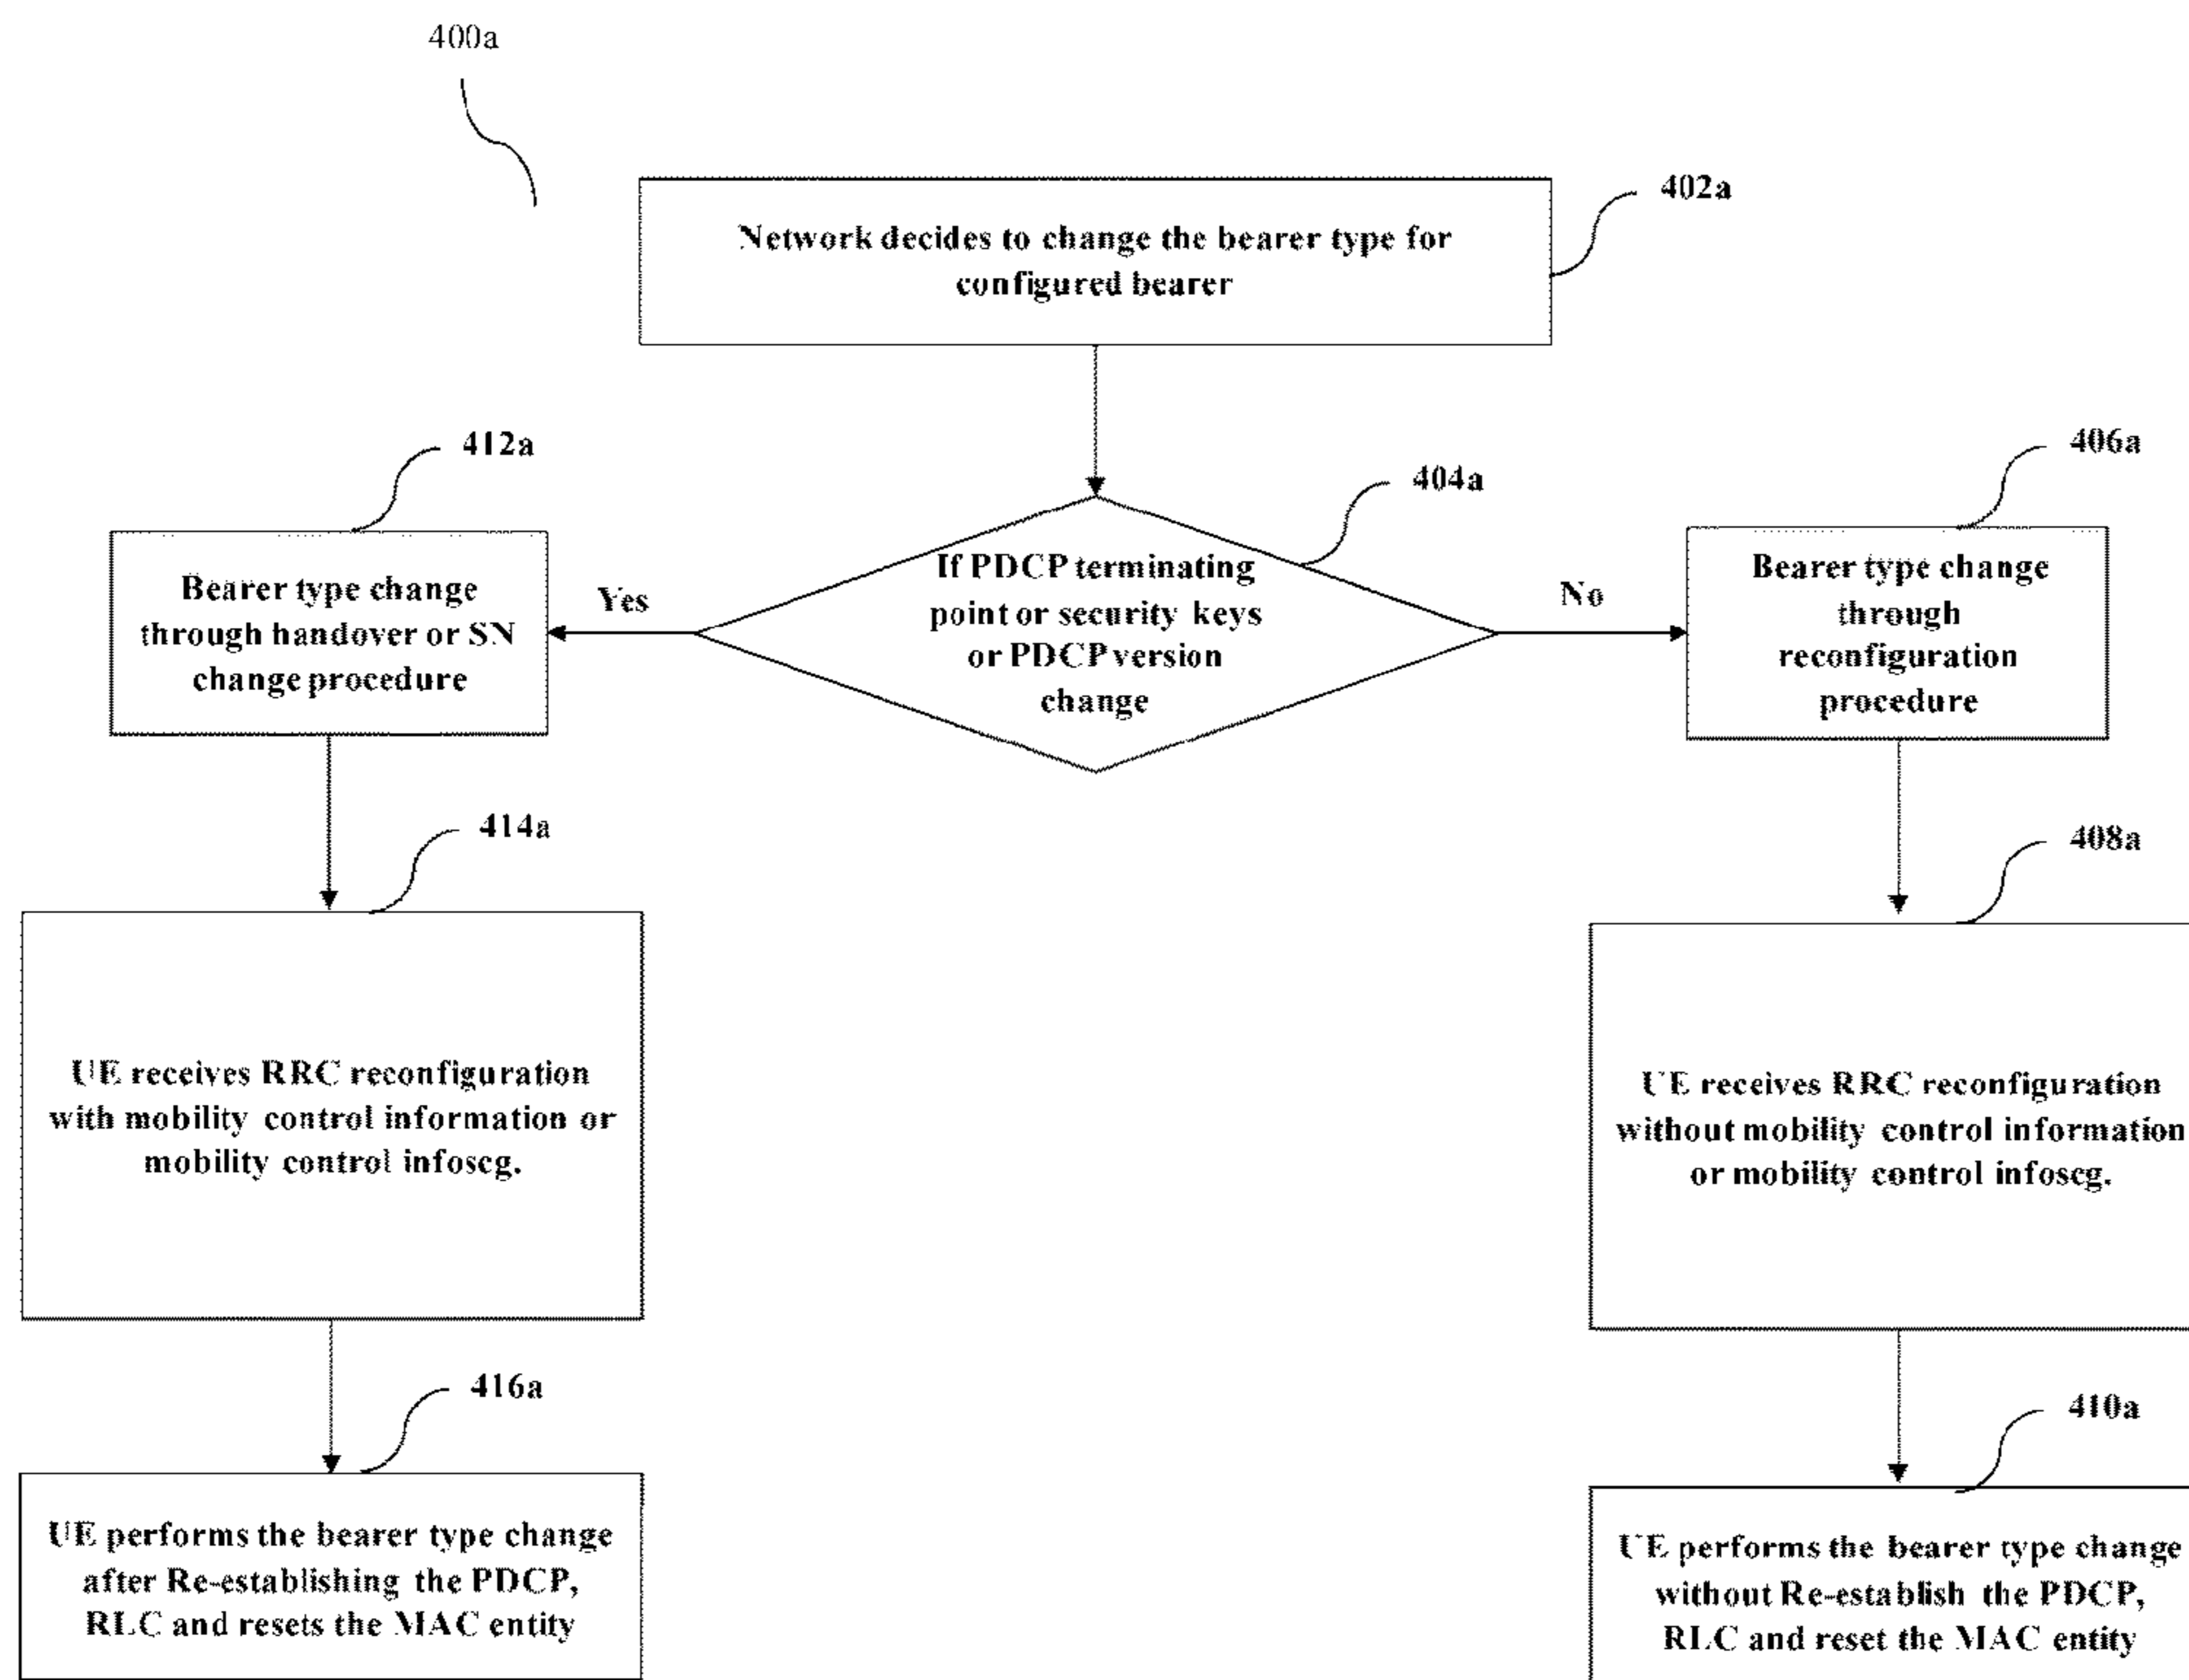 400a
402a
Network decides to change the bearer type for
configured bearer
412a
406a
404a
Bearer type change
through handover or SN
change procedure
Yes
If PDCP terminating
point or security keys
or PDCP version
change
No
Bearer type change
through
reconfiguration
procedure
414a
408a
UE receives RRC reconfiguration
with mobility control information or
mobility control infoscg.
UE receives RRC reconfiguration
without mobility control information
or mobility control infoscg.
416a
410a
UE performs the bearer type change
after Re-establishing the PDCP,
RLC and resets the MAC entity
UE performs the bearer type change
without Re-establish the PDCP,
RLC and reset the MAC entity